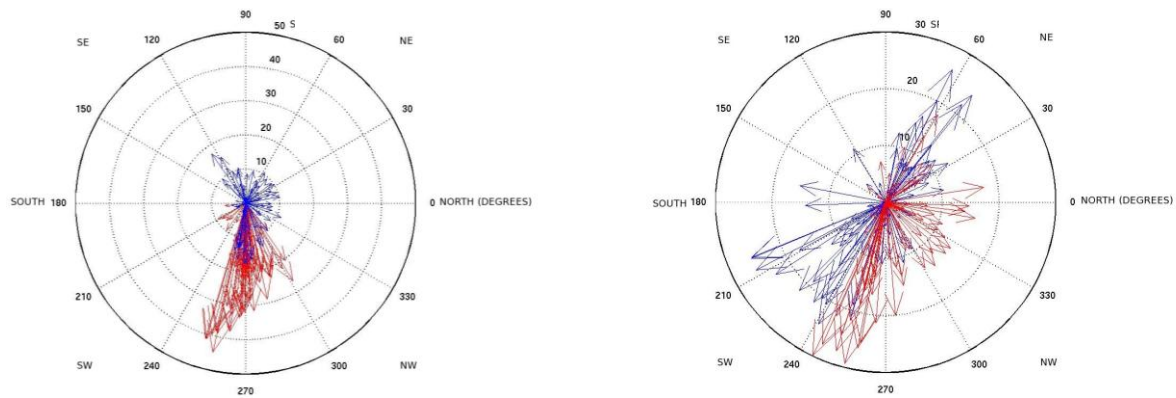 90
50 S
SE 120 60 NE
40
30
150 20 30
10
SOUTH 180 0 NORTH (DEGREES)
210 330
SW 240 300 NW
270
90
30 SI
SE 120 60 NE
20
150 30
10
SOUTH 180 0 NORTH (DEGREES)
210 330
SW 240 300 NW
270